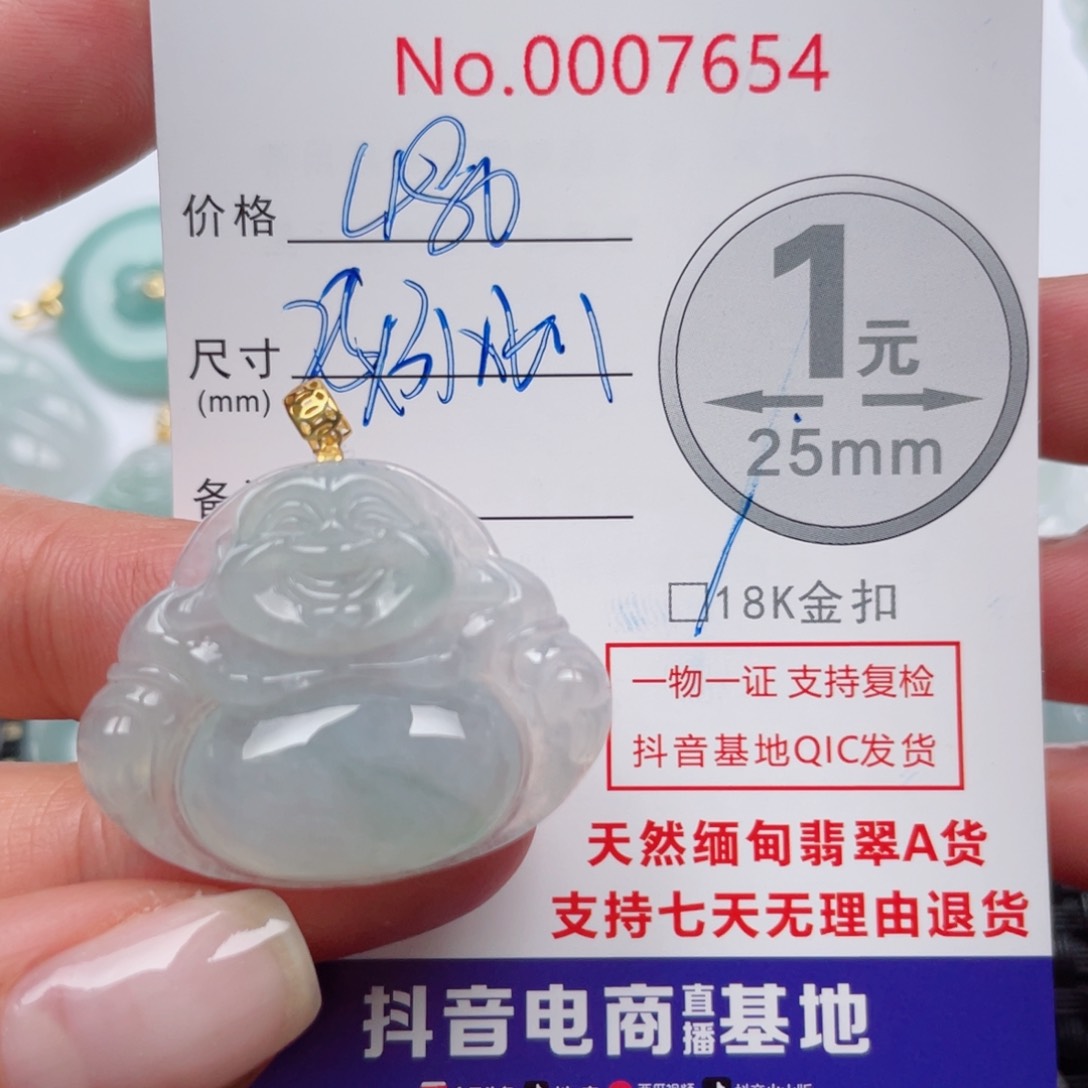 No.0007654
价格 4880
尺寸
(mm)
1元
25mm
18K金扣
一物一证 支持复检
抖音基地QIC发货
天然缅甸翡翠A货
支持七天无理由退货
抖音电商直播基地